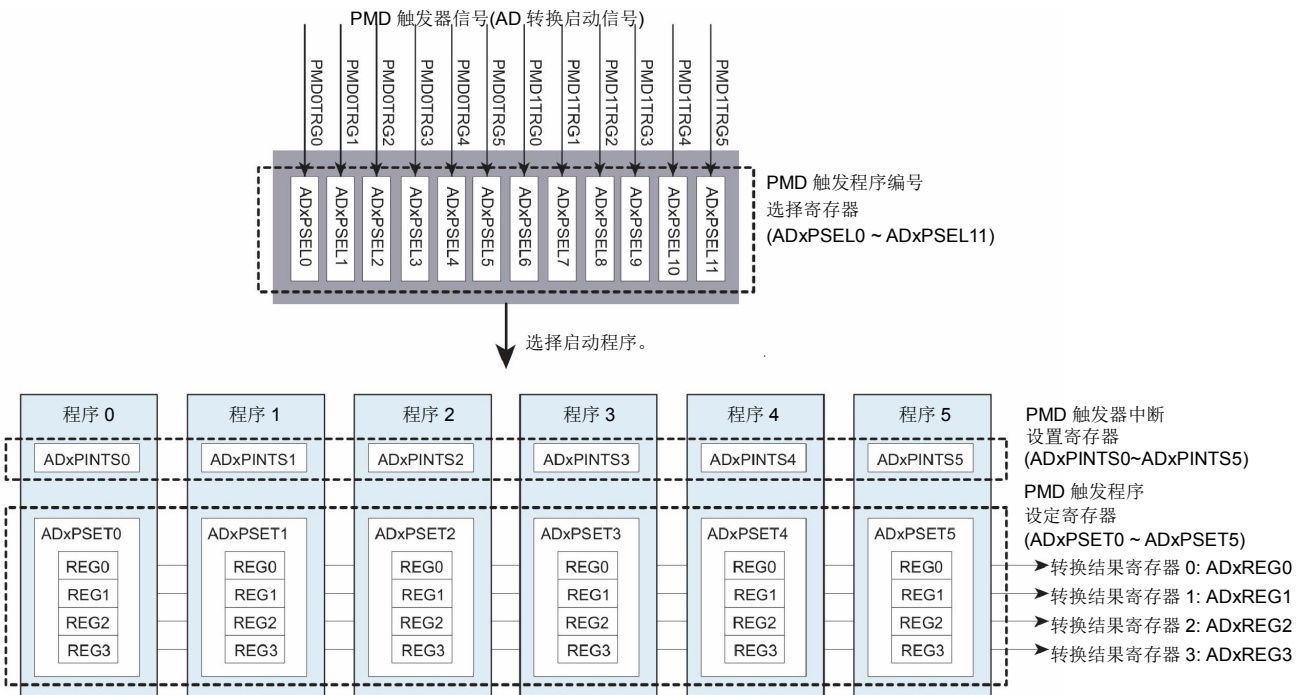 PMD 触发器信号(AD 转换启动信号)
PMD0TRG0
PMD0TRG1
PMD0TRG2
PMD0TRG3
PMD0TRG4
PMD0TRG5
PMD1TRG0
PMD1TRG1
PMD1TRG2
PMD1TRG3
PMD1TRG4
PMD1TRG5
ADxPSEL0
ADxPSEL1
ADxPSEL2
ADxPSEL3
ADxPSEL4
ADxPSEL5
ADxPSEL6
ADxPSEL7
ADxPSEL8
ADxPSEL9
ADxPSEL10
ADxPSEL11
PMD 触发程序编号
选择寄存器
(ADxPSEL0 ~ ADxPSEL11)
选择启动程序。
程序 0
程序 1
程序 2
程序 3
程序 4
程序 5
ADxPINTS0
ADxPINTS1
ADxPINTS2
ADxPINTS3
ADxPINTS4
ADxPINTS5
PMD 触发器中断
设置寄存器
(ADxPINTS0~ADxPINTS5)
PMD 触发程序
设定寄存器
(ADxPSET0 ~ ADxPSET5)
ADxPSET0
ADxPSET1
ADxPSET2
ADxPSET3
ADxPSET4
ADxPSET5
REG0
REG0
REG0
REG0
REG0
REG0
转换结果寄存器 0: ADxREG0
REG1
REG1
REG1
REG1
REG1
REG1
转换结果寄存器 1: ADxREG1
REG2
REG2
REG2
REG2
REG2
REG2
转换结果寄存器 2: ADxREG2
REG3
REG3
REG3
REG3
REG3
REG3
转换结果寄存器 3: ADxREG3